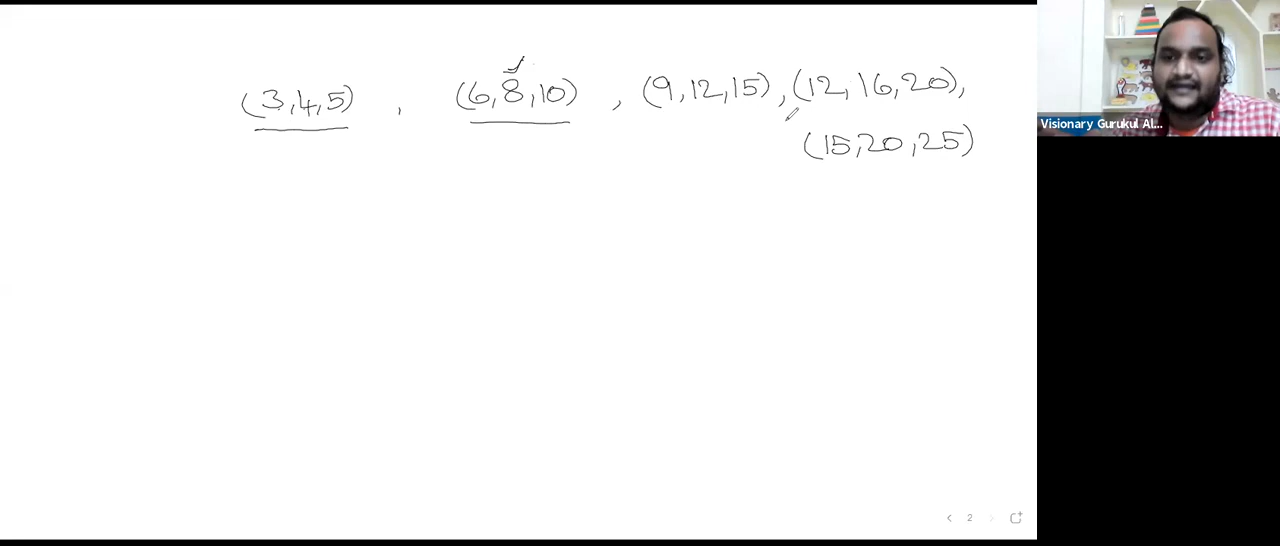 (3,4,5) , (6,8,10) , (9,12,15), (12,16,20),
(15,20,25)
Visionary Gurukul Al...
2